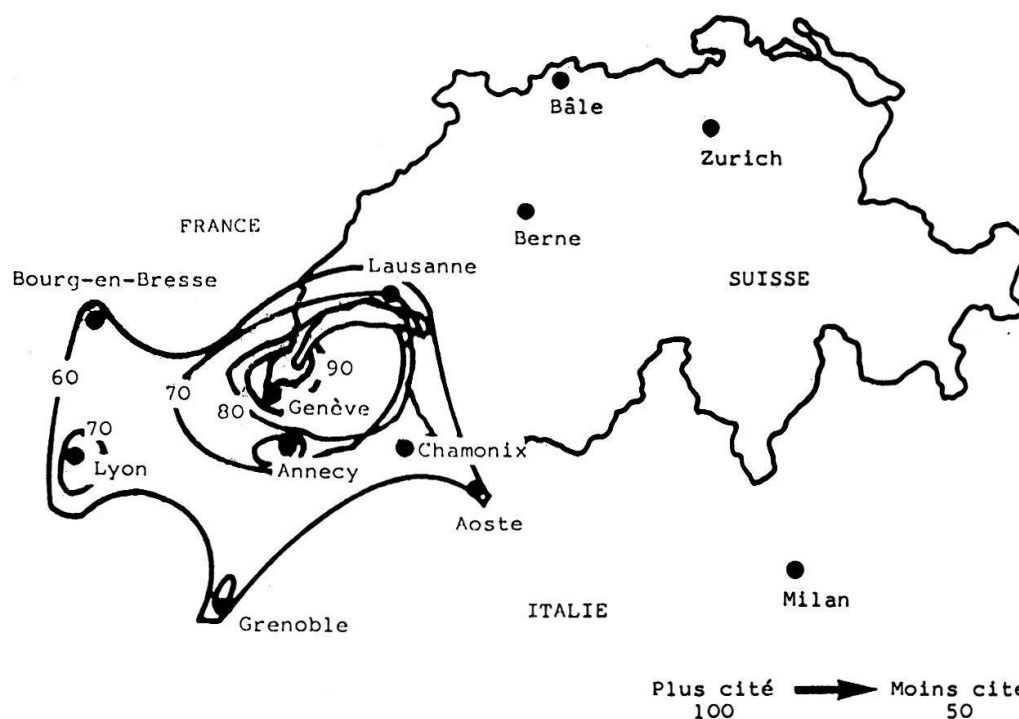 Bâle
Zurich
FRANCE
Berne
Lausanne
Bourg-en-Bresse
SUISSE
60
70
80
90
Genève
70
Lyon
Annecy
Chamonix
Aoste
Grenoble
ITALIE
Milan
Plus cité Moins cité
100 50